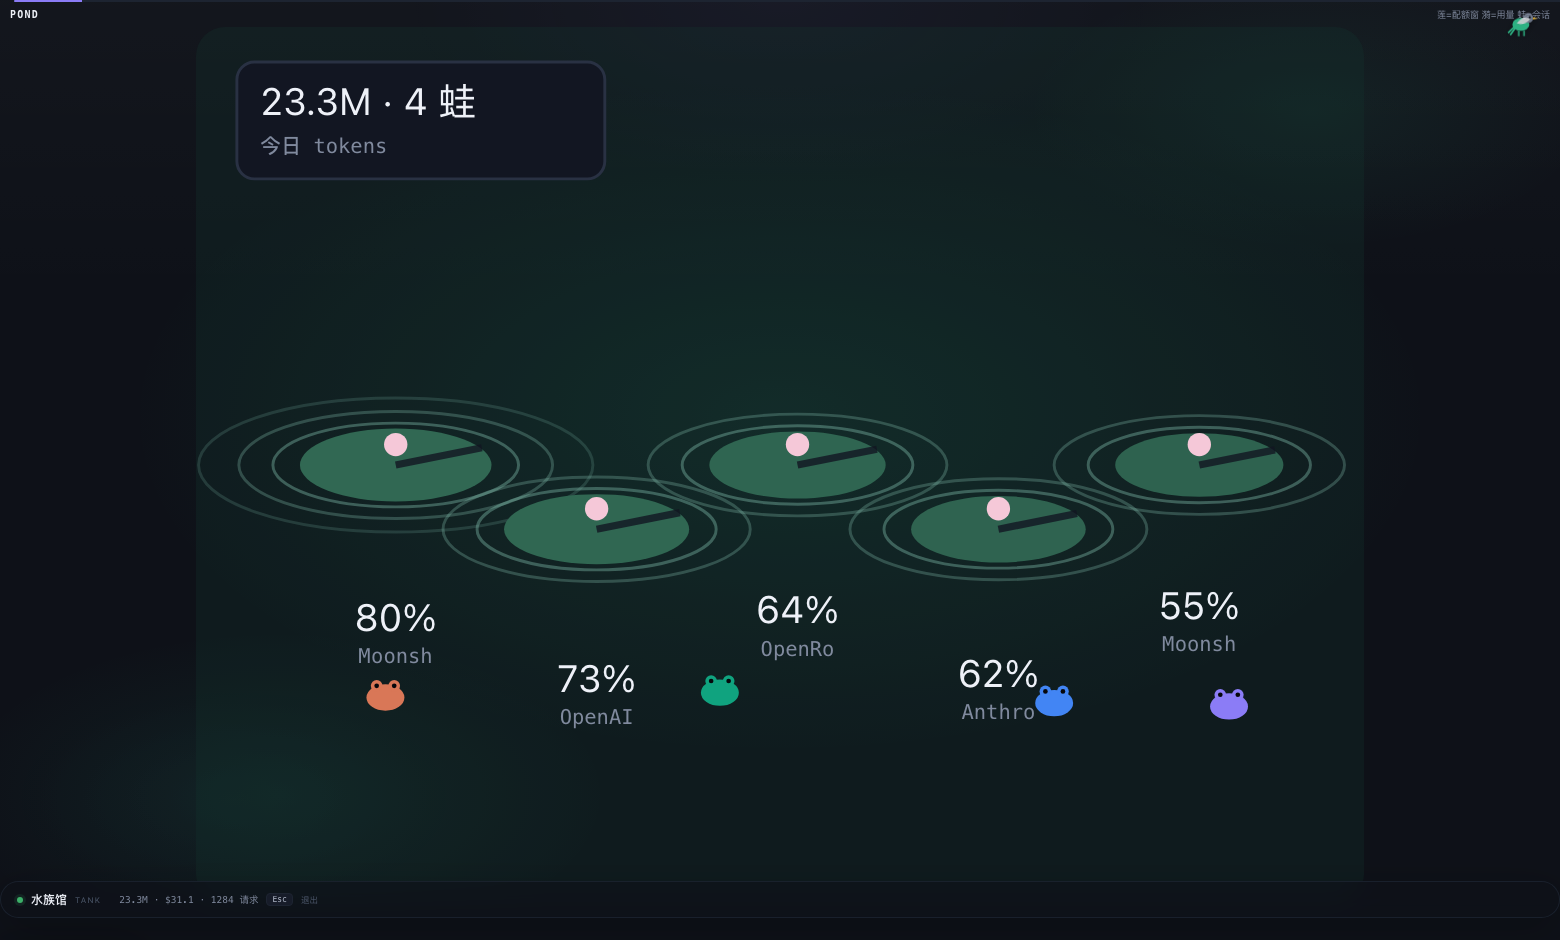 POND
莲=配额窗 漪=用量 蛙=会话
23.3M · 4 蛙
今日 tokens
80%
Moonsh
73%
OpenAI
64%
OpenRo
62%
Anthro
55%
Moonsh
水族馆 TANK 23.3M · $31.1 · 1284 请求 Esc 退出